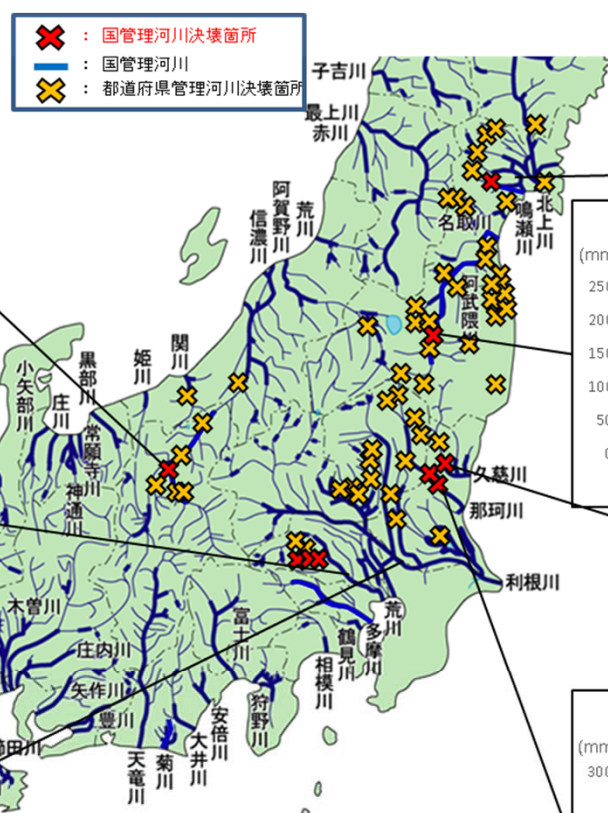 ： 国管理河川決壊箇所
： 国管理河川
： 都道府県管理河川決壊箇所
子吉川
最上川
赤川
荒川
阿賀野川
信濃川
北上川
鳴瀬川
名取川
阿武隈川
関川
姫川
黒部川
常願寺川
神通川
庄川
小矢部川
久慈川
那珂川
利根川
荒川
多摩川
鶴見川
相模川
富士川
狩野川
安倍川
大井川
菊川
天竜川
豊川
矢作川
庄内川
木曽川
櫛田川
(mm
250
200
150
100
50
0
(mm
300